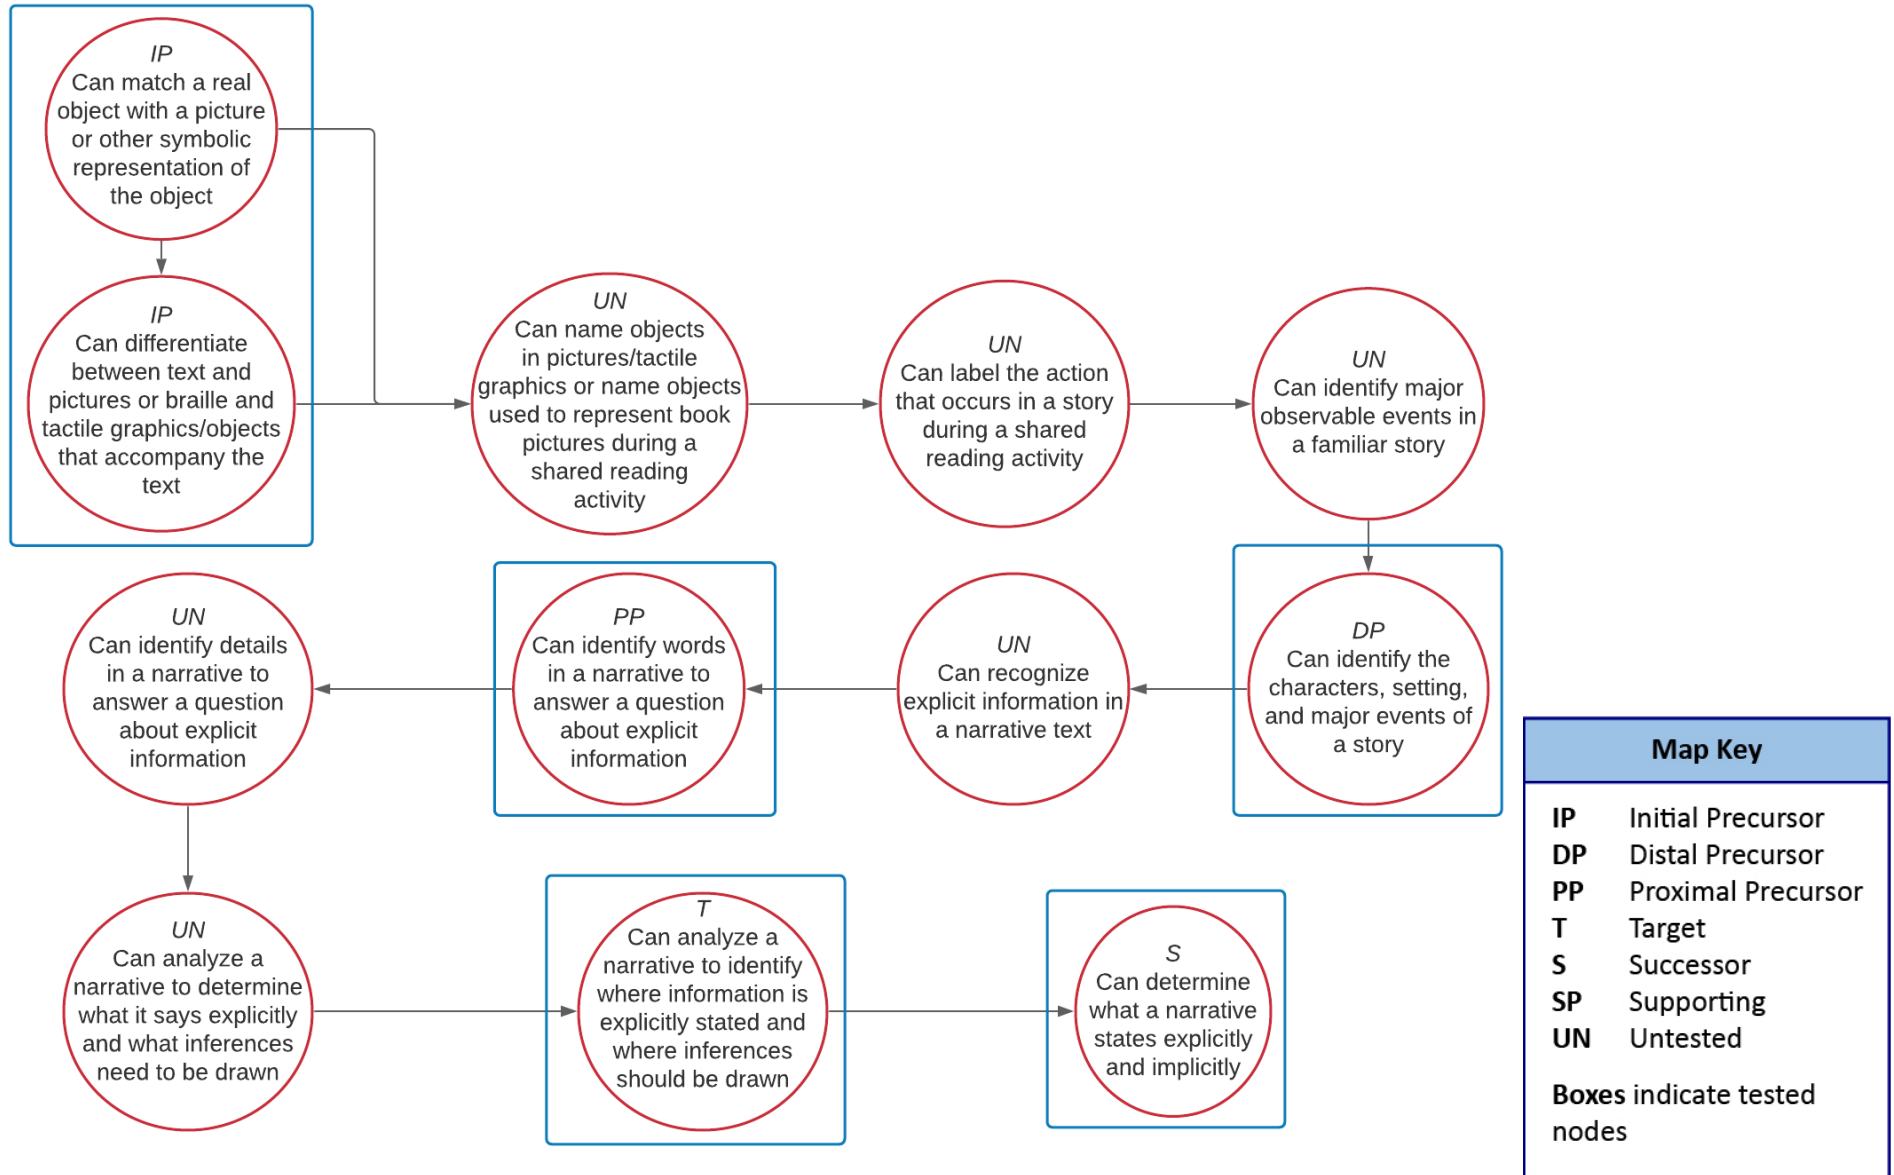 IP
Can match a real
object with a picture
or other symbolic
representation of
the object
IP
Can differentiate
between text and
pictures or braille and
tactile graphics/objects
that accompany the
text
UN
Can name objects
in pictures/tactile
graphics or name objects
used to represent book
pictures during a
shared reading
activity
UN
Can label the action
that occurs in a story
during a shared
reading activity
UN
Can identify major
observable events in
a familiar story
DP
Can identify the
characters, setting,
and major events of
a story
UN
Can recognize
explicit information in
a narrative text
PP
Can identify words
in a narrative to
answer a question
about explicit
information
UN
Can identify details
in a narrative to
answer a question
about explicit
information
UN
Can analyze a
narrative to determine
what it says explicitly
and what inferences
need to be drawn
T
Can analyze a
narrative to identify
where information is
explicitly stated and
where inferences
should be drawn
S
Can determine
what a narrative
states explicitly
and implicitly
Map Key
IP Initial Precursor
DP Distal Precursor
PP Proximal Precursor
T Target
S Successor
SP Supporting
UN Untested
Boxes indicate tested
nodes